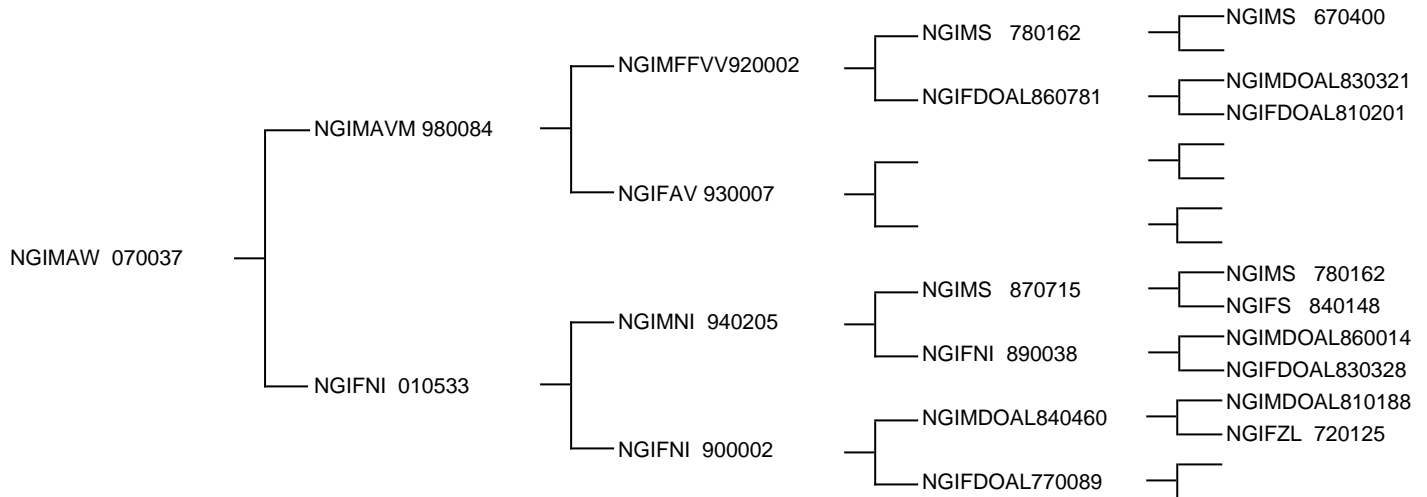 NGIMS 670400
NGIMS 780162
NGIMFFVV920002
NGIMDOAL830321
NGIFDOAL860781
NGIFDOAL810201
NGIMAVM 980084
NGIFAV 930007
NGIMAW 070037
NGIMS 780162
NGIMS 870715
NGIFS 840148
NGIMNI 940205
NGIMDOAL860014
NGIFNI 890038
NGIFDOAL830328
NGIFNI 010533
NGIMDOAL810188
NGIMDOAL840460
NGIFZL 720125
NGIFNI 900002
NGIFDOAL770089